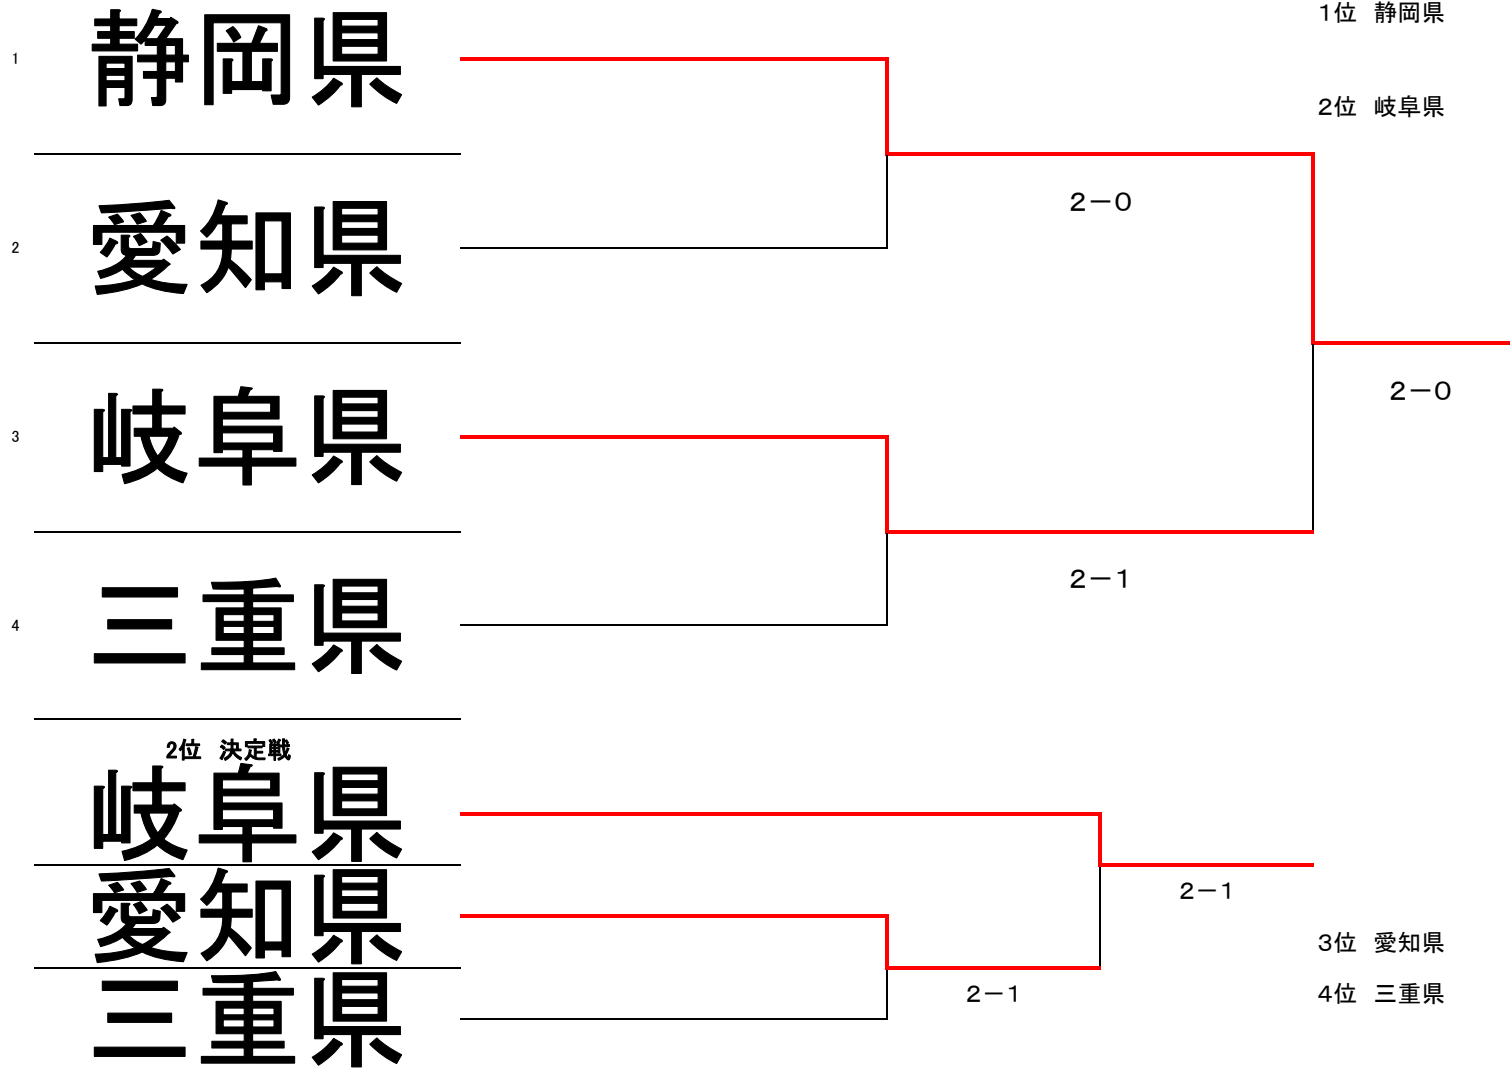 1位　静岡県
1
静岡県
2位　岐阜県
2－0
2
愛知県
2－0
3
岐阜県
2－1
4
三重県
2位　決定戦
岐阜県
2－1
愛知県
3位　愛知県
2－1
4位　三重県
三重県